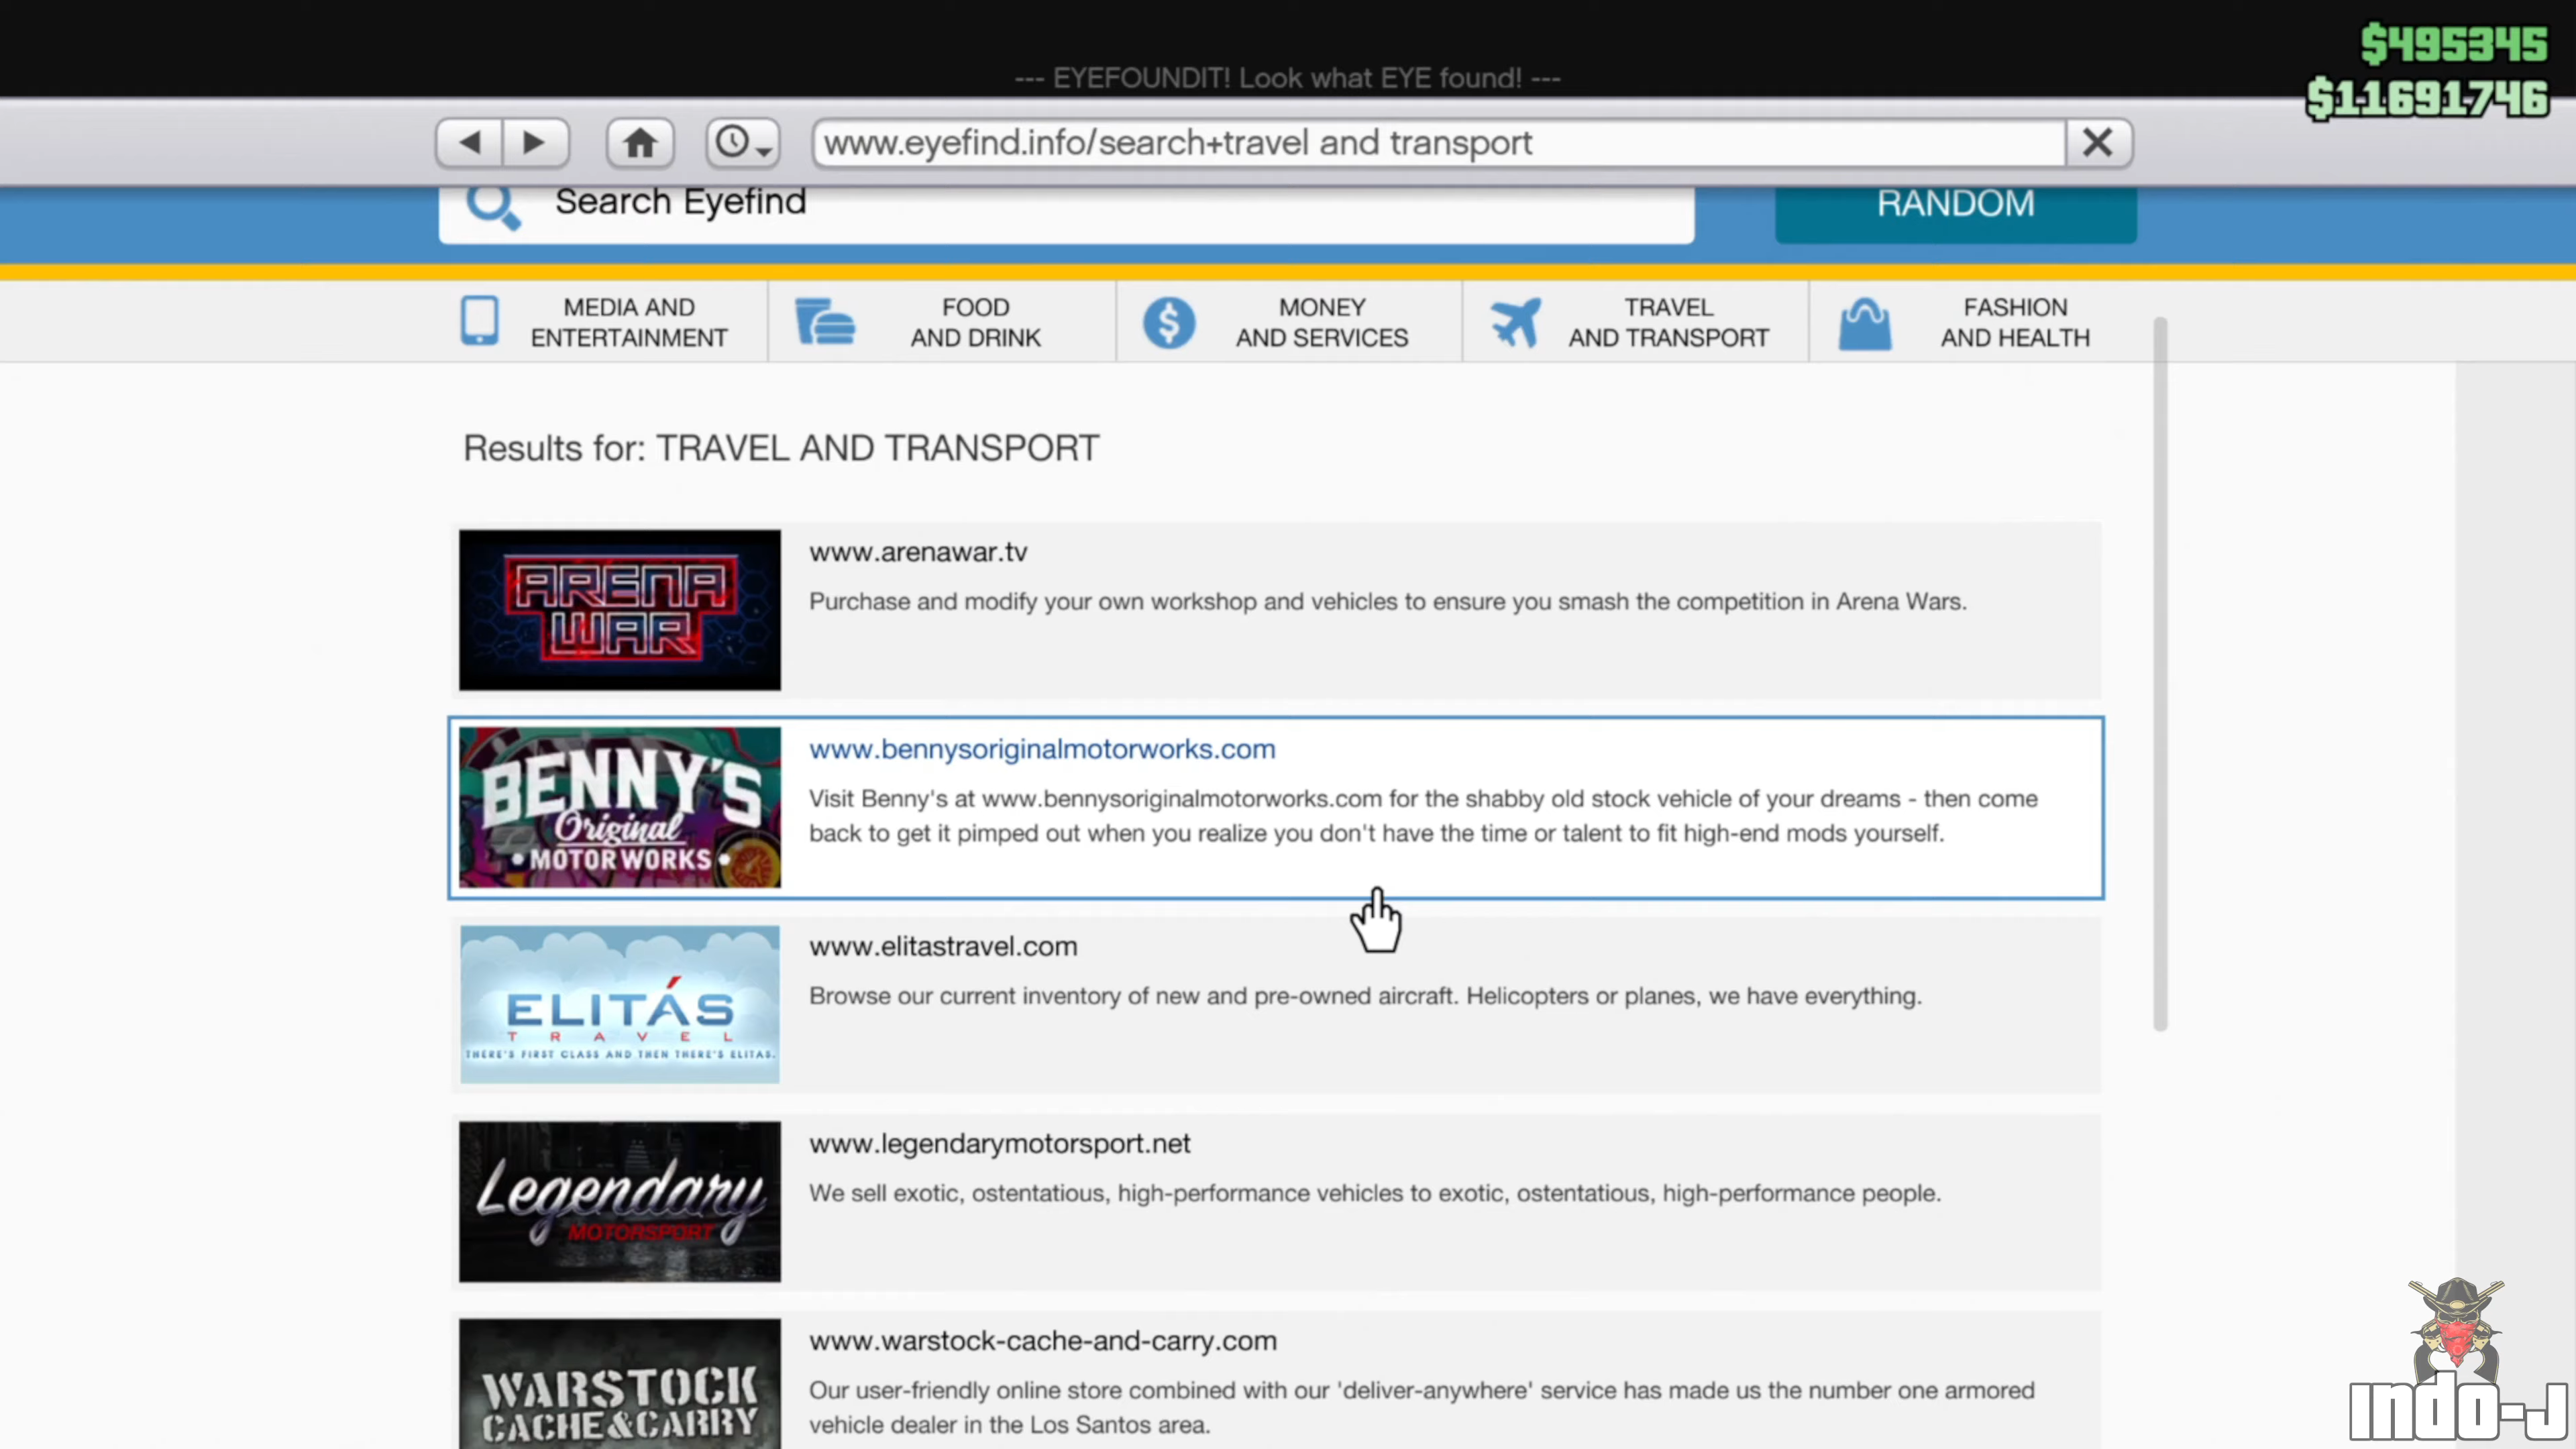 $495345
--- EYEFOUNDIT! Look what EYE found! ---
$11691746
www.eyefind.info/search+travel and transport
Search Eyefind
RANDOM
MEDIA AND
ENTERTAINMENT
FOOD
AND DRINK
MONEY
AND SERVICES
TRAVEL
AND TRANSPORT
FASHION
AND HEALTH
Results for: TRAVEL AND TRANSPORT
ARENA
WAR
www.arenawar.tv
Purchase and modify your own workshop and vehicles to ensure you smash the competition in Arena Wars.
BENNY'S
Original
MOTORWORKS
www.bennysoriginalmotorworks.com
Visit Benny's at www.bennysoriginalmotorworks.com for the shabby old stock vehicle of your dreams - then come
back to get it pimped out when you realize you don't have the time or talent to fit high-end mods yourself.
ELITÁS
TRAVEL
THERE'S FIRST CLASS AND THEN THERE'S ELITAS.
www.elitastravel.com
Browse our current inventory of new and pre-owned aircraft. Helicopters or planes, we have everything.
Legendary
MOTORSPORT
www.legendarymotorsport.net
We sell exotic, ostentatious, high-performance vehicles to exotic, ostentatious, high-performance people.
WARSTOCK
CACHE&CARRY
www.warstock-cache-and-carry.com
Our user-friendly online store combined with our 'deliver-anywhere' service has made us the number one armored
vehicle dealer in the Los Santos area.
INDO-J